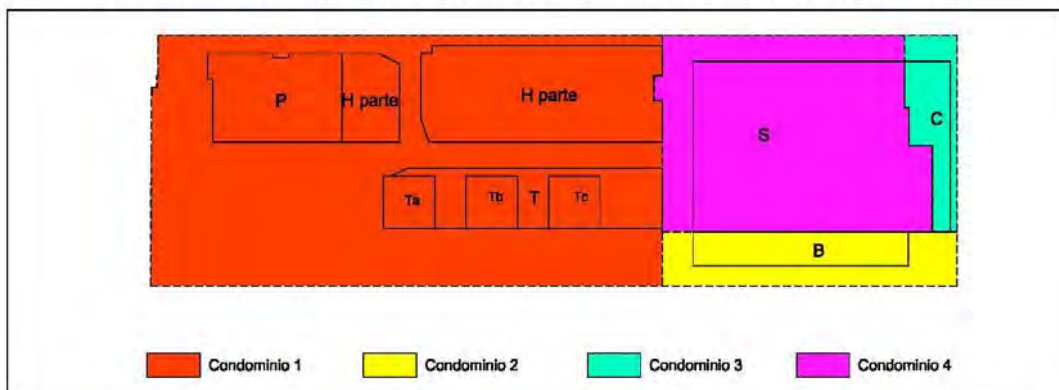 P
H parte
H parte
S
C
Ta
Tb
T
Tc
B
Condominio 1
Condominio 2
Condominio 3
Condominio 4